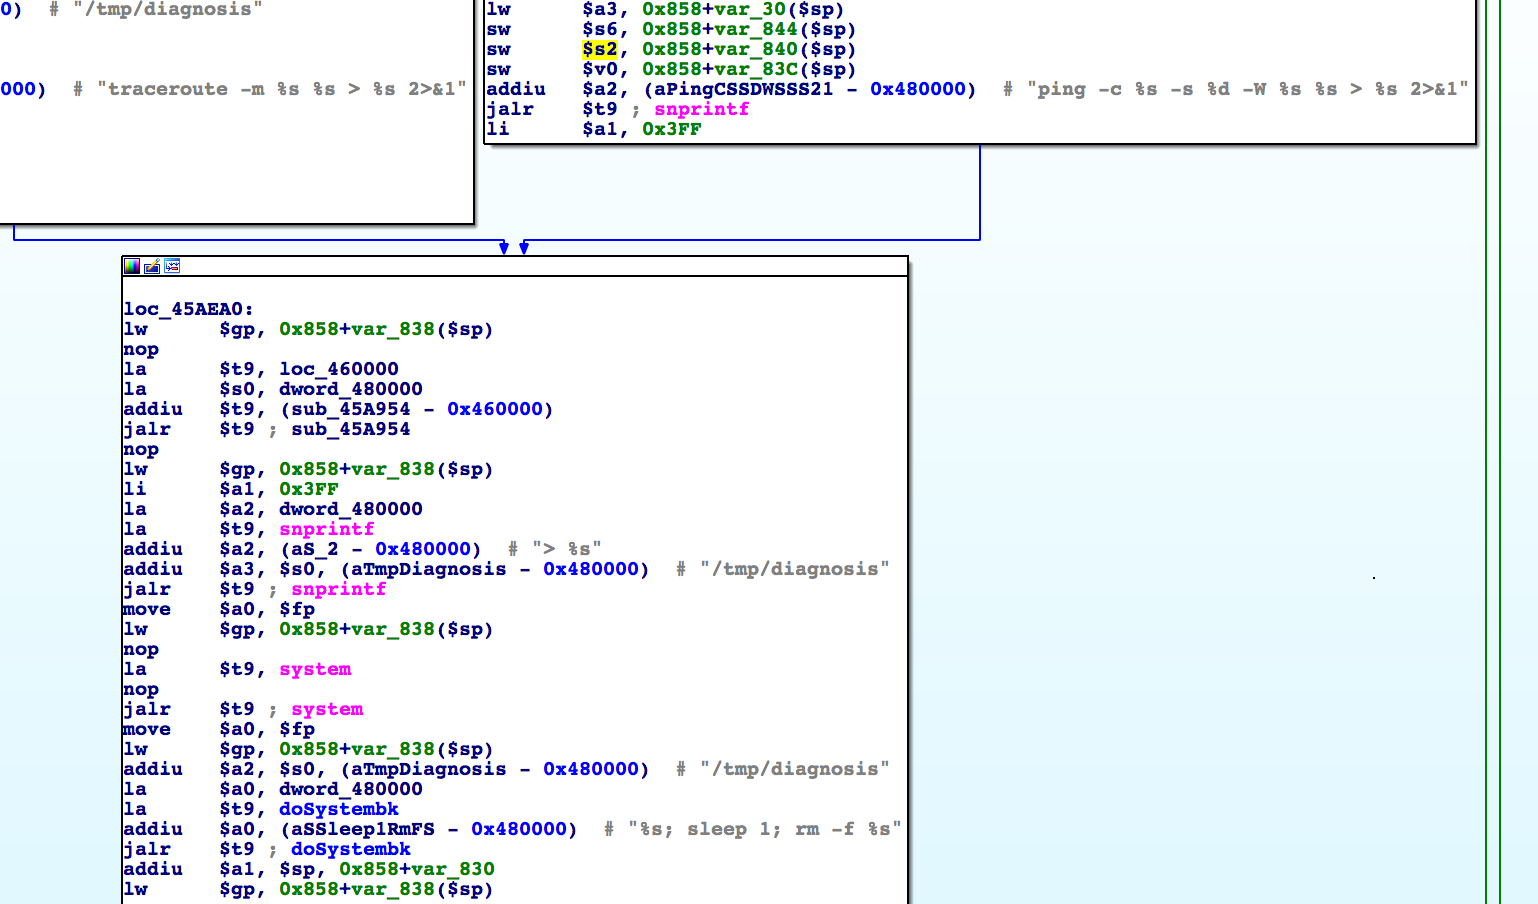 0)  # "/tmp/diagnosis"
000)  # "traceroute -m %s %s > %s 2>&1"
lw      $a3, 0x858+var_30($sp)
sw      $s6, 0x858+var_844($sp)
sw      $s2, 0x858+var_840($sp)
sw      $v0, 0x858+var_83C($sp)
addiu   $a2, (aPingCSSDWSSS21 - 0x480000)  # "ping -c %s -s %d -W %s %s > %s 2>&1"
jalr    $t9 ; snprintf
li      $a1, 0x3FF
loc_45AEA0:
lw      $gp, 0x858+var_838($sp)
nop
la      $t9, loc_460000
la      $s0, dword_480000
addiu   $t9, (sub_45A954 - 0x460000)
jalr    $t9 ; sub_45A954
nop
lw      $gp, 0x858+var_838($sp)
li      $a1, 0x3FF
la      $a2, dword_480000
la      $t9, snprintf
addiu   $a2, (aS_2 - 0x480000)  # "> %s"
addiu   $a3, $s0, (aTmpDiagnosis - 0x480000)  # "/tmp/diagnosis"
jalr    $t9 ; snprintf
move    $a0, $fp
lw      $gp, 0x858+var_838($sp)
nop
la      $t9, system
nop
jalr    $t9 ; system
move    $a0, $fp
lw      $gp, 0x858+var_838($sp)
addiu   $a2, $s0, (aTmpDiagnosis - 0x480000)  # "/tmp/diagnosis"
la      $a0, dword_480000
la      $t9, doSystembk
addiu   $a0, (aSSleep1RmFS - 0x480000)  # "%s; sleep 1; rm -f %s"
jalr    $t9 ; doSystembk
addiu   $a1, $sp, 0x858+var_830
lw      $gp, 0x858+var_838($sp)